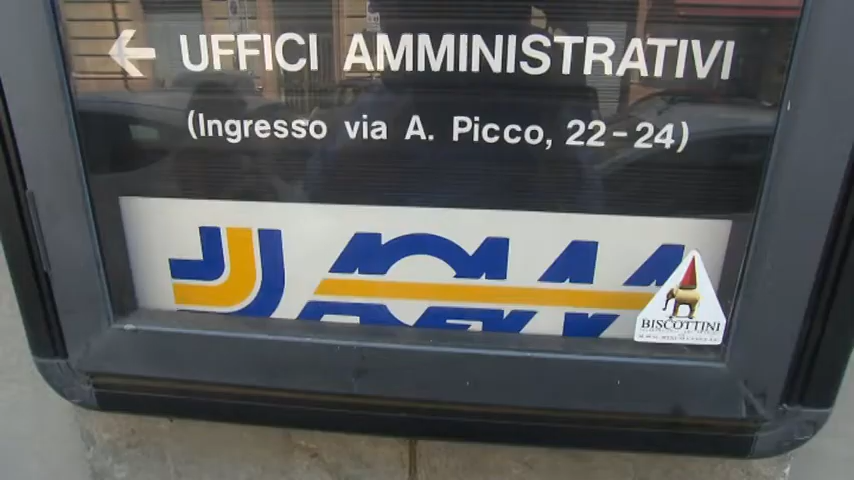 UFFICI AMMINISTRATIVI
(Ingresso via A. Picco, 22-24)
BISCOTTINI